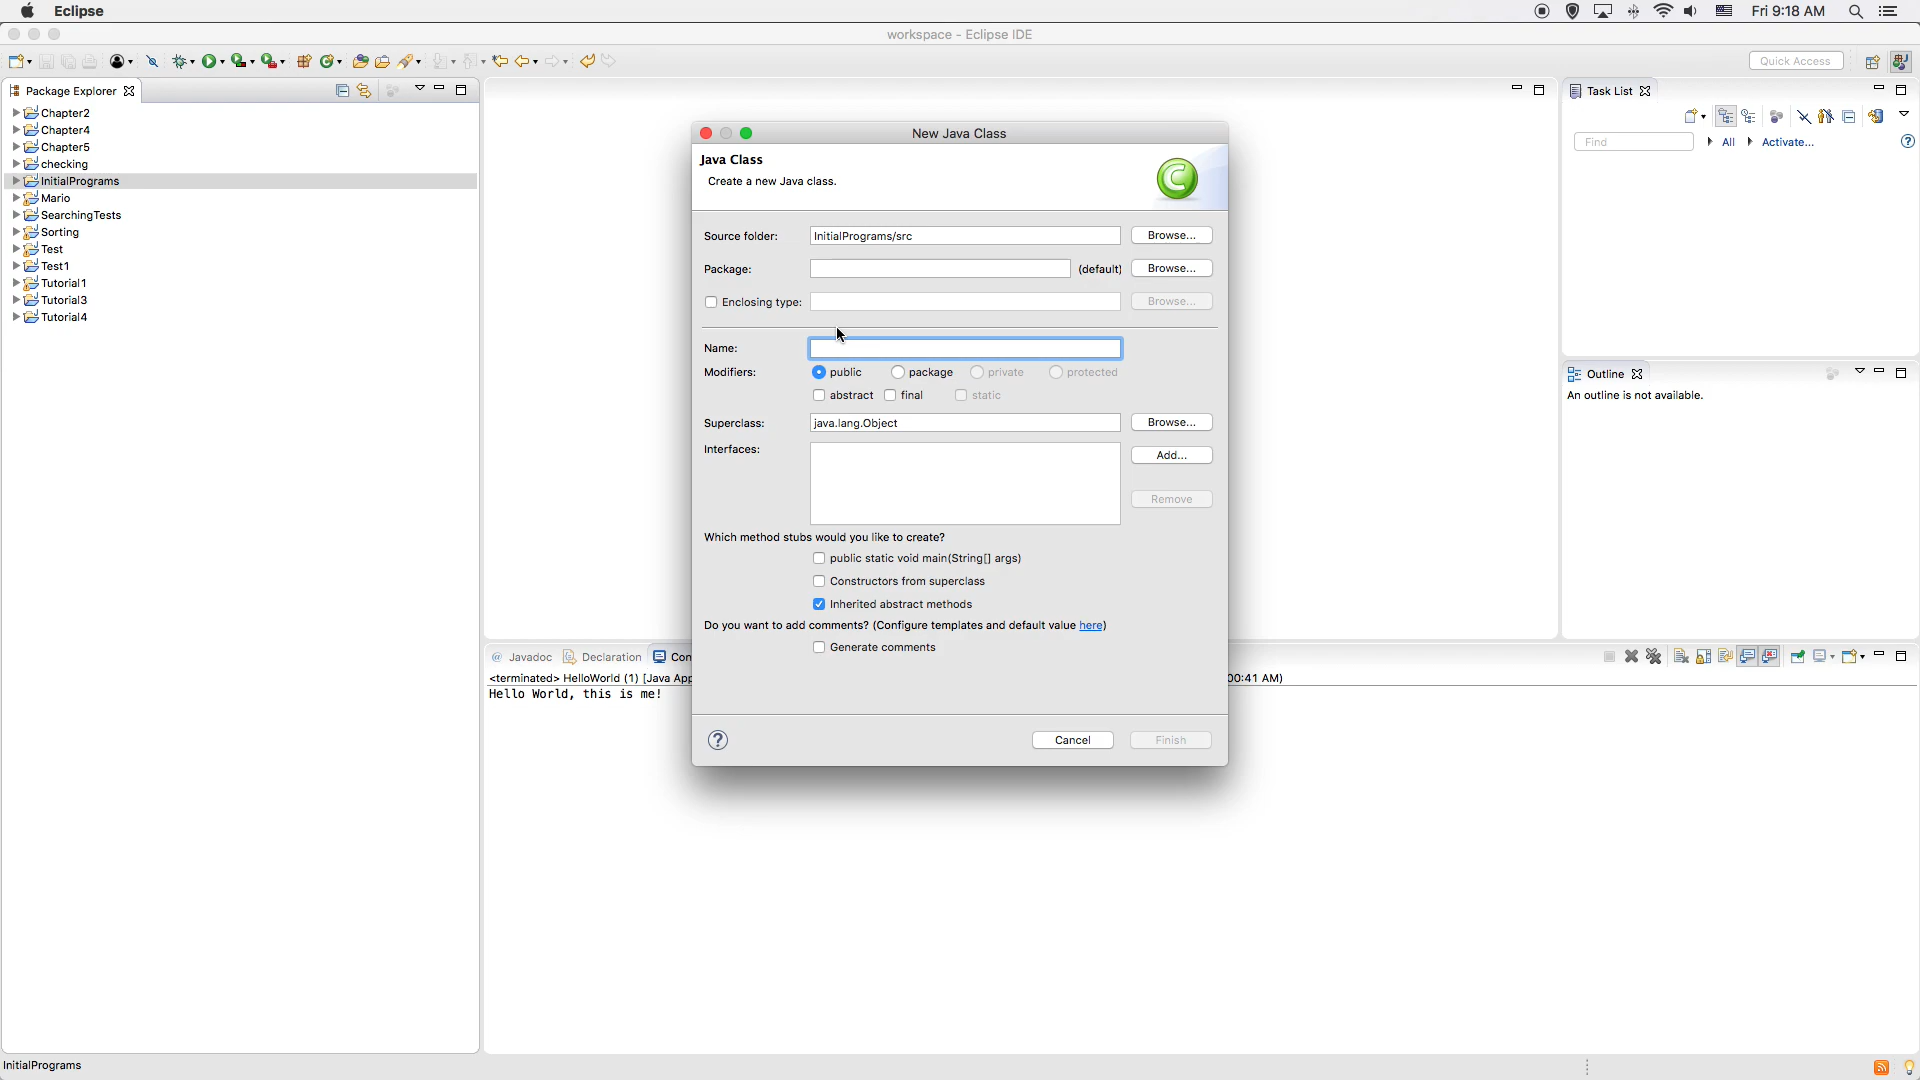 Eclipse
Fri 9:18 AM
workspace - Eclipse IDE
Quick Access
Package Explorer
Chapter2
Chapter4
Chapter5
checking
InitialPrograms
Mario
SearchingTests
Sorting
Test
Test1
Tutorial1
Tutorial3
Tutorial4
New Java Class
Java Class
Create a new Java class.
C
Source folder: InitialPrograms/src Browse...
Package: (default) Browse...
Enclosing type: Browse...
Name:
Modifiers: public package private protected
abstract final static
Superclass: java.lang.Object Browse...
Interfaces: Add...
Remove
Which method stubs would you like to create?
public static void main(String[] args)
Constructors from superclass
Inherited abstract methods
Do you want to add comments? (Configure templates and default value here)
Generate comments
? Cancel Finish
Task List
Find All Activate...
Outline
An outline is not available.
@ Javadoc Declaration Con
<terminated> HelloWorld (1) [Java App 00:41 AM)
Hello World, this is me!
InitialPrograms